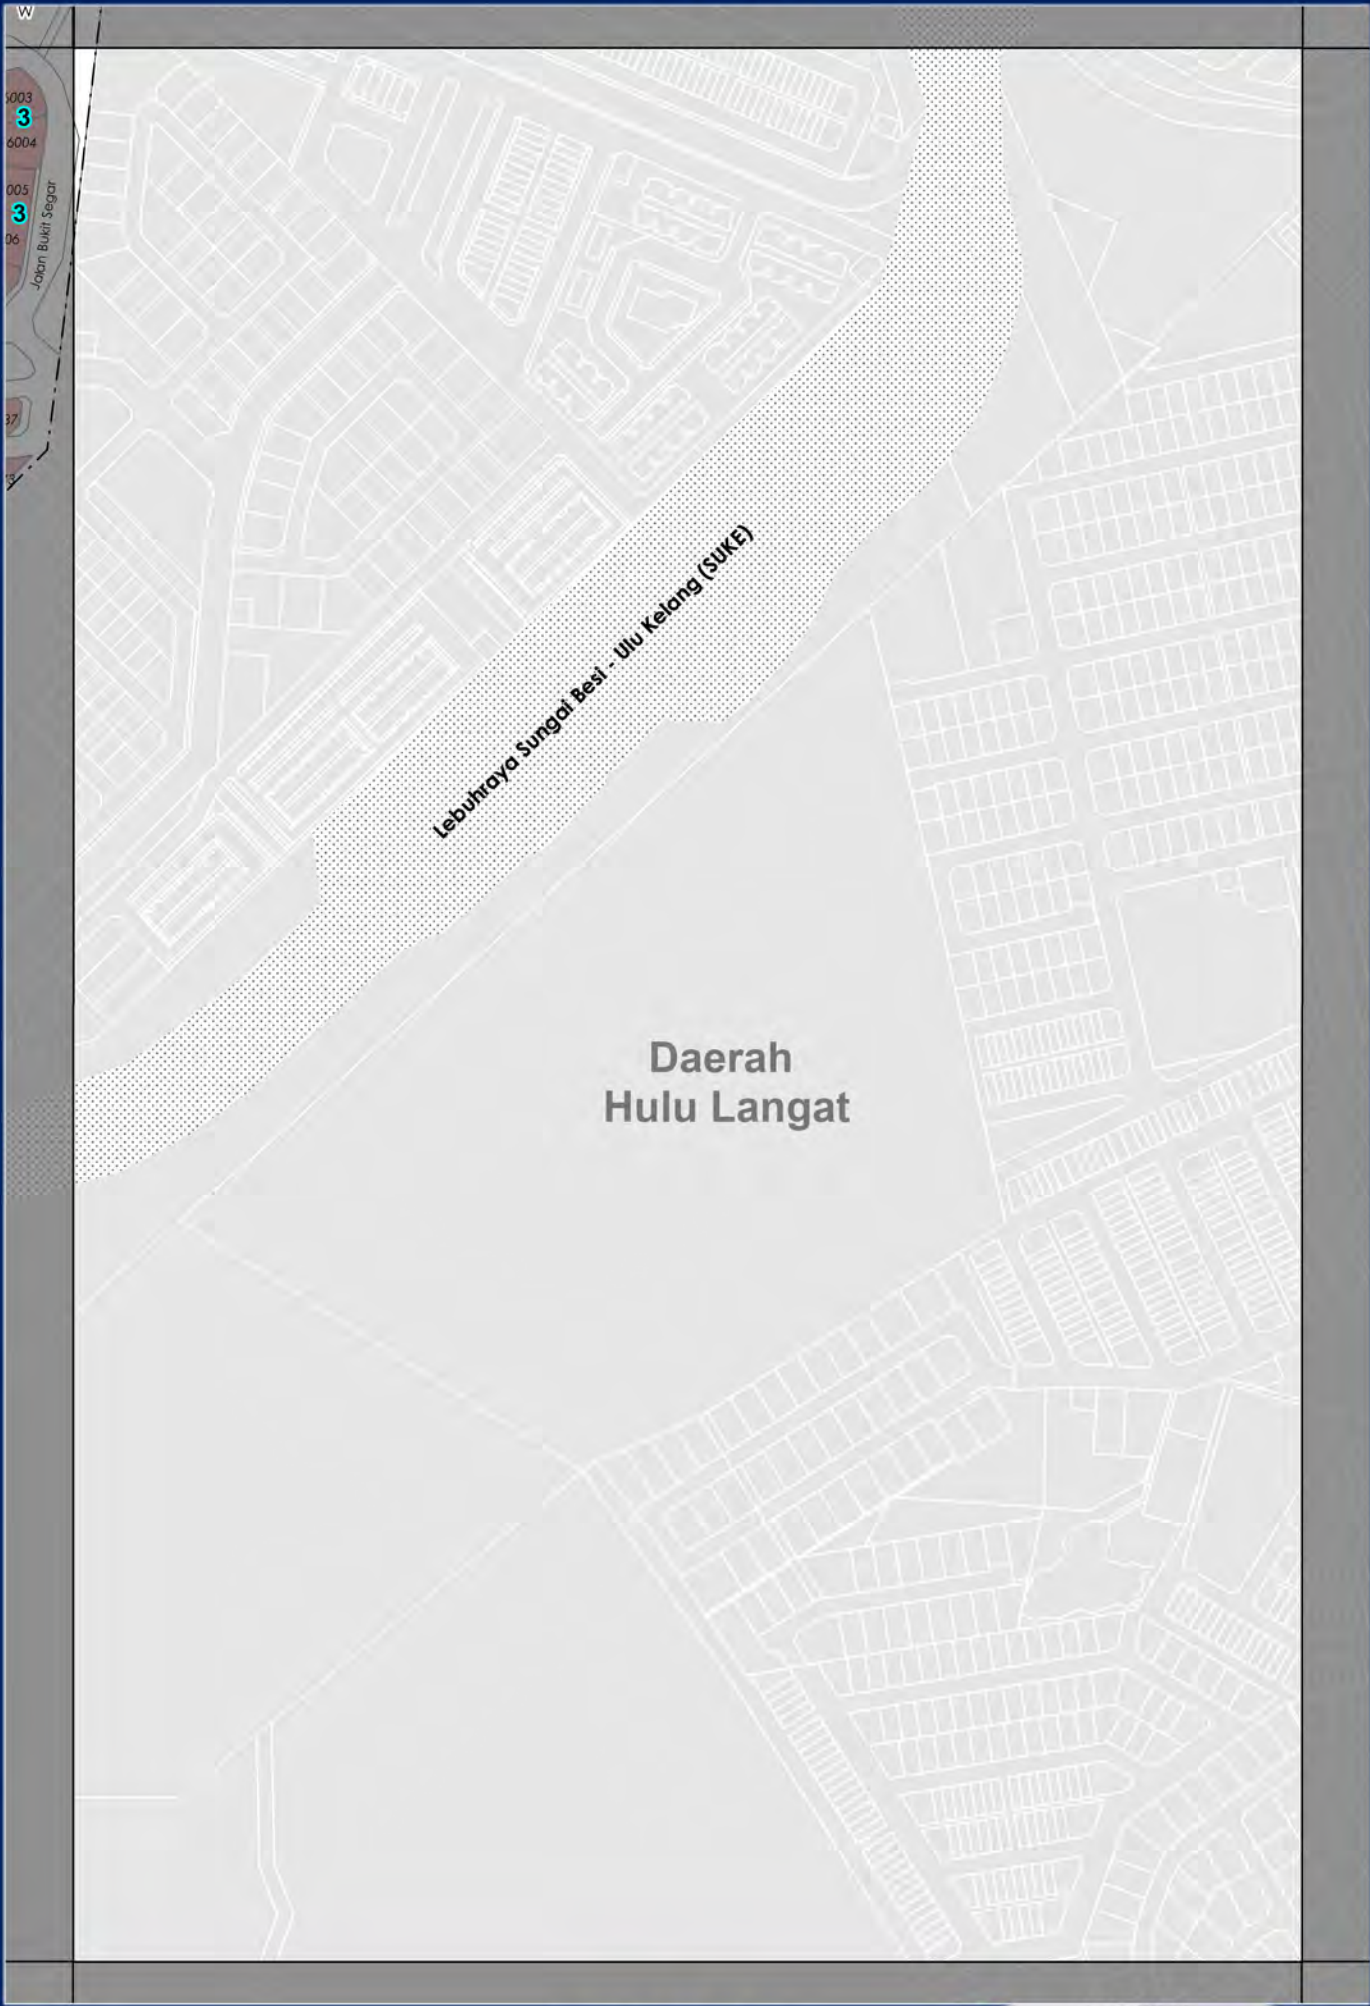 W
6003
3
6004
005
3
06
Jalan Bukit Segar
37
Lebuhraya Sungai Besi - Ulu Kelang (SUKE)
Daerah
Hulu Langat